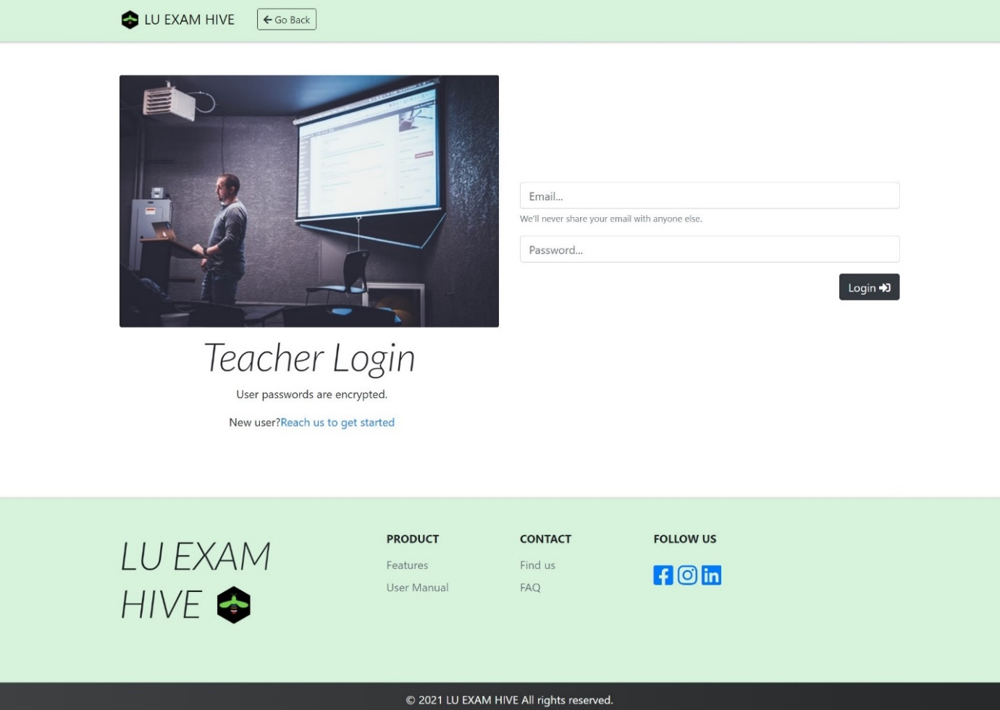 LU EXAM HIVE
Go Back
Email...
We'll never share your email with anyone else.
Password...
Login
Teacher Login
User passwords are encrypted.
New user?Reach us to get started
LU EXAM
HIVE
PRODUCT
Features
User Manual
CONTACT
Find us
FAQ
FOLLOW US
© 2021 LU EXAM HIVE All rights reserved.